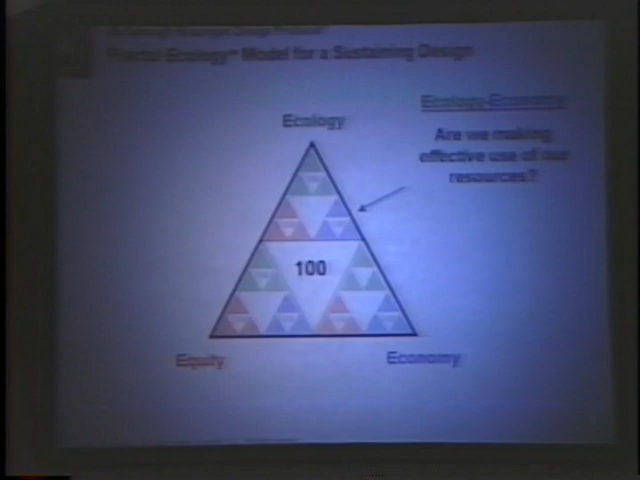 Fractal Ecology Model for a Sustaining Design
Ecology-Economy
Ecology
Are we making
effective use of our
resources?
100
Equity
Economy